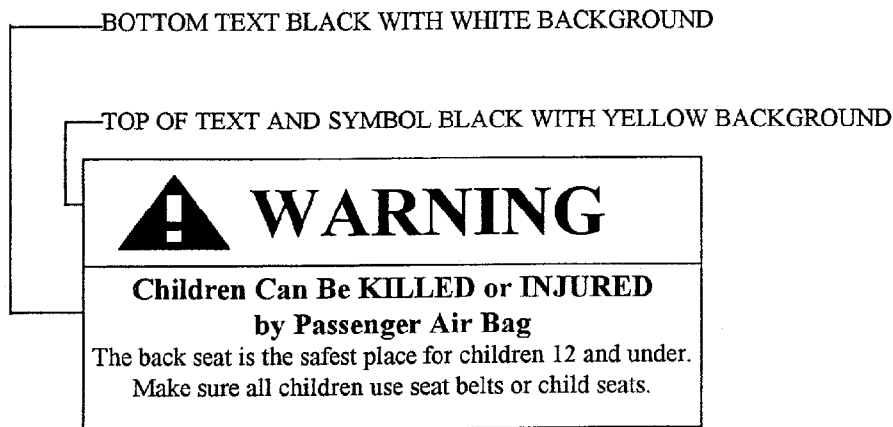 BOTTOM TEXT BLACK WITH WHITE BACKGROUND
TOP OF TEXT AND SYMBOL BLACK WITH YELLOW BACKGROUND
WARNING
Children Can Be KILLED or INJURED
by Passenger Air Bag
The back seat is the safest place for children 12 and under.
Make sure all children use seat belts or child seats.